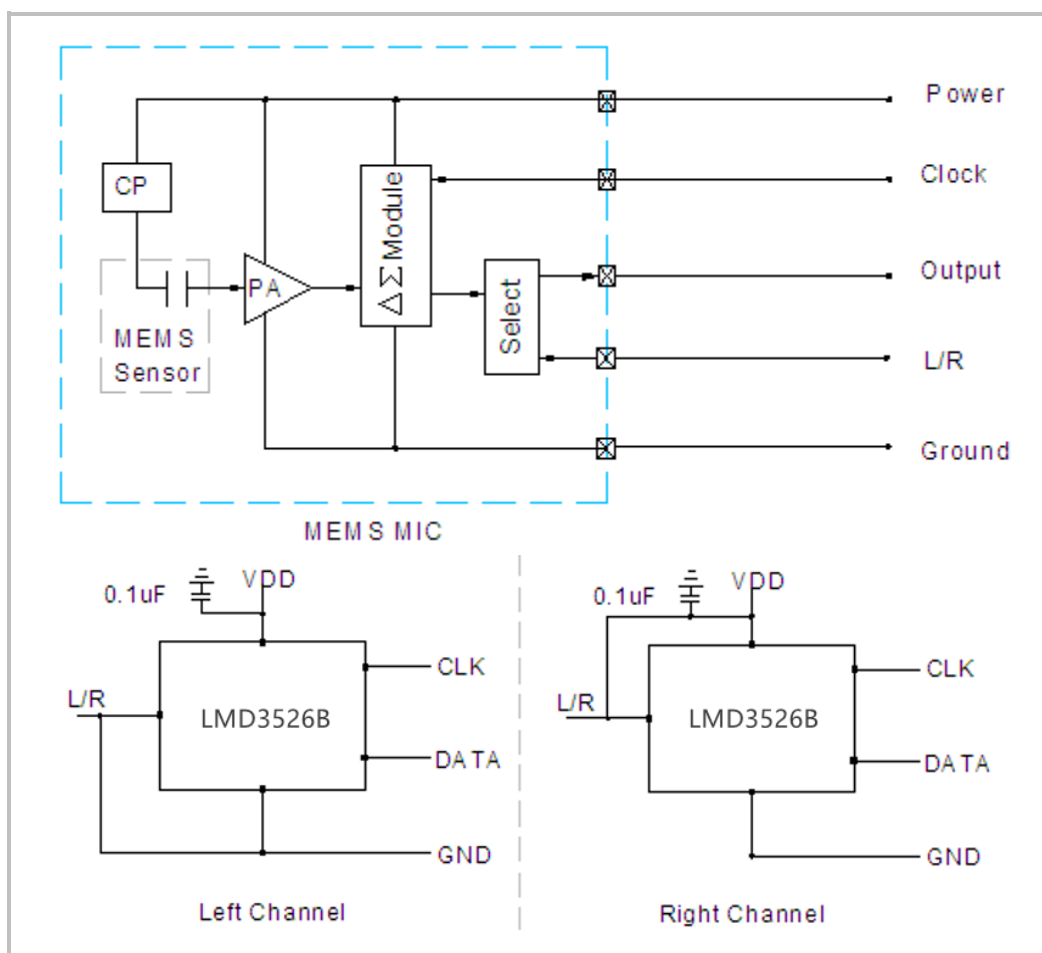 Power
CP
Clock
ΔΣ Module
PA
Output
MEMS
Sensor
Select
L/R
Ground
MEMS MIC
0.1uF
VDD
L/R
LMD3526B
CLK
DATA
GND
Left Channel
0.1uF
VDD
L/R
LMD3526B
CLK
DATA
GND
Right Channel